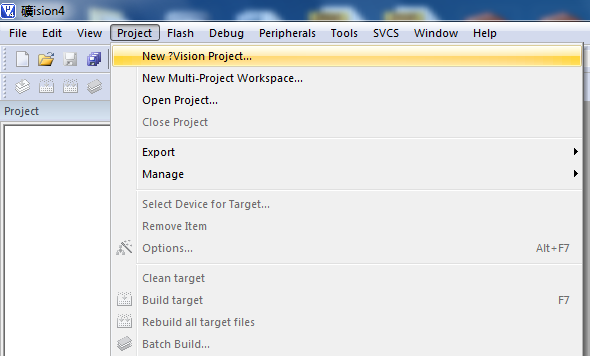 礦ision4
File Edit View Project Flash Debug Peripherals Tools SVCS Window Help
New ?Vision Project...
New Multi-Project Workspace...
Project
Open Project...
Close Project
Export
Manage
Select Device for Target...
Remove Item
Options... Alt+F7
Clean target
Build target F7
Rebuild all target files
Batch Build...